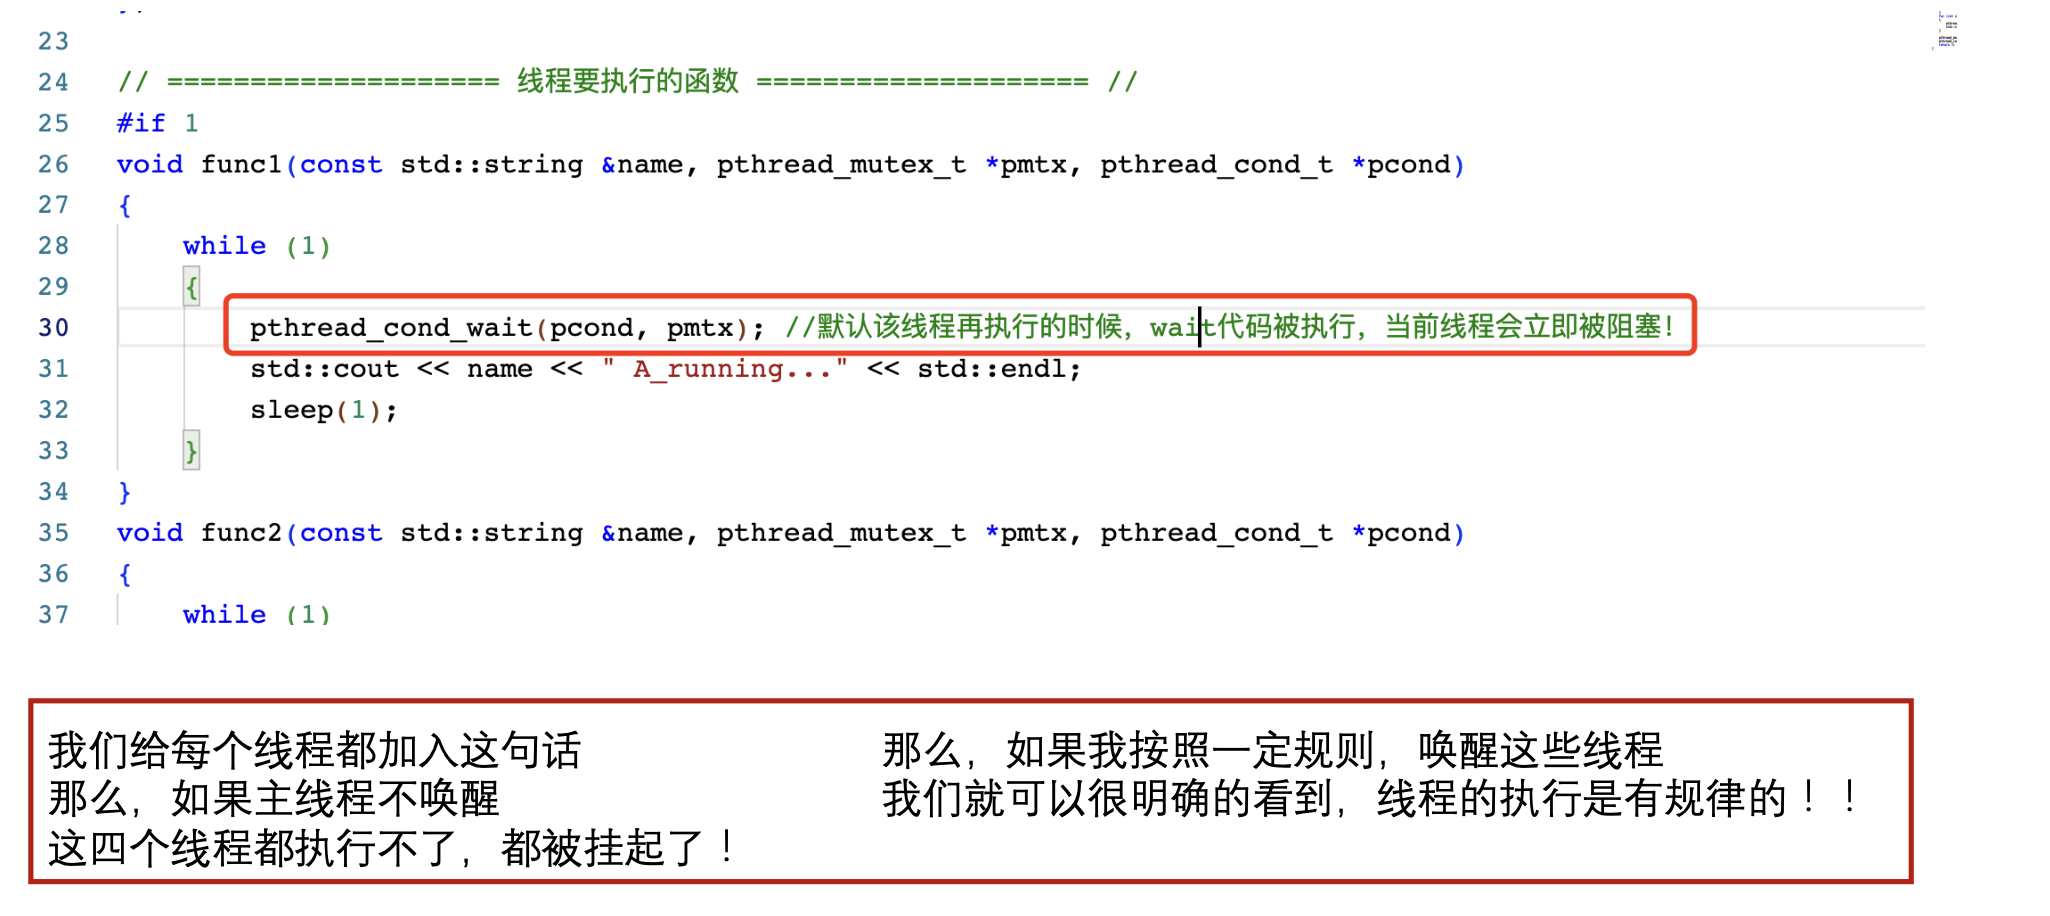 23
24 // ==================== 线程要执行的函数 ==================== //
25 #if 1
26 void func1(const std::string &name, pthread_mutex_t *pmtx, pthread_cond_t *pcond)
27 {
28 while (1)
29 {
30 pthread_cond_wait(pcond, pmtx); //默认该线程再执行的时候，wait代码被执行，当前线程会立即被阻塞！
31 std::cout << name << " A_running..." << std::endl;
32 sleep(1);
33 }
34 }
35 void func2(const std::string &name, pthread_mutex_t *pmtx, pthread_cond_t *pcond)
36 {
37 while (1)
我们给每个线程都加入这句话
那么，如果主线程不唤醒
这四个线程都执行不了，都被挂起了！
那么，如果我按照一定规则，唤醒这些线程
我们就可以很明确的看到，线程的执行是有规律的！！